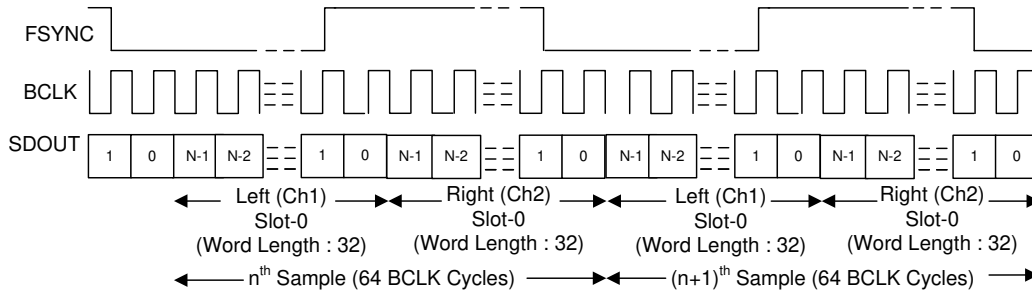 FSYNC
BCLK
SDOUT
1 0 N-1 N-2 1 0 N-1 N-2 1 0 N-1 N-2 1 0 N-1 N-2 1 0
Left (Ch1) Right (Ch2) Left (Ch1) Right (Ch2)
Slot-0 Slot-0 Slot-0 Slot-0
(Word Length : 32) (Word Length : 32) (Word Length : 32) (Word Length : 32)
nth Sample (64 BCLK Cycles) (n+1)th Sample (64 BCLK Cycles)